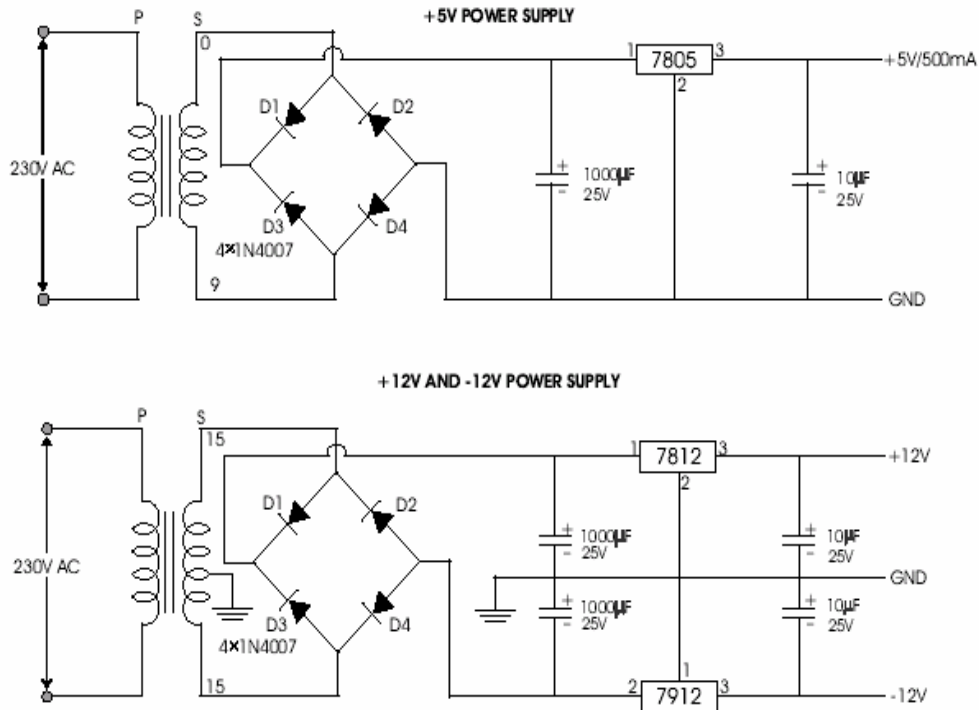 +5V POWER SUPPLY
P S
0
230V AC
D1 D2
D3 D4
4×1N4007
9
1 7805 3
2
+5V/500mA
+
1000µF
-
25V
+
10µF
-
25V
GND
+12V AND -12V POWER SUPPLY
P S
15
230V AC
D1 D2
D3 D4
4×1N4007
15
1 7812 3
2
+12V
+
1000µF
-
25V
+
10µF
-
25V
GND
+
1000µF
-
25V
+
10µF
-
25V
1
2 7912 3
-12V